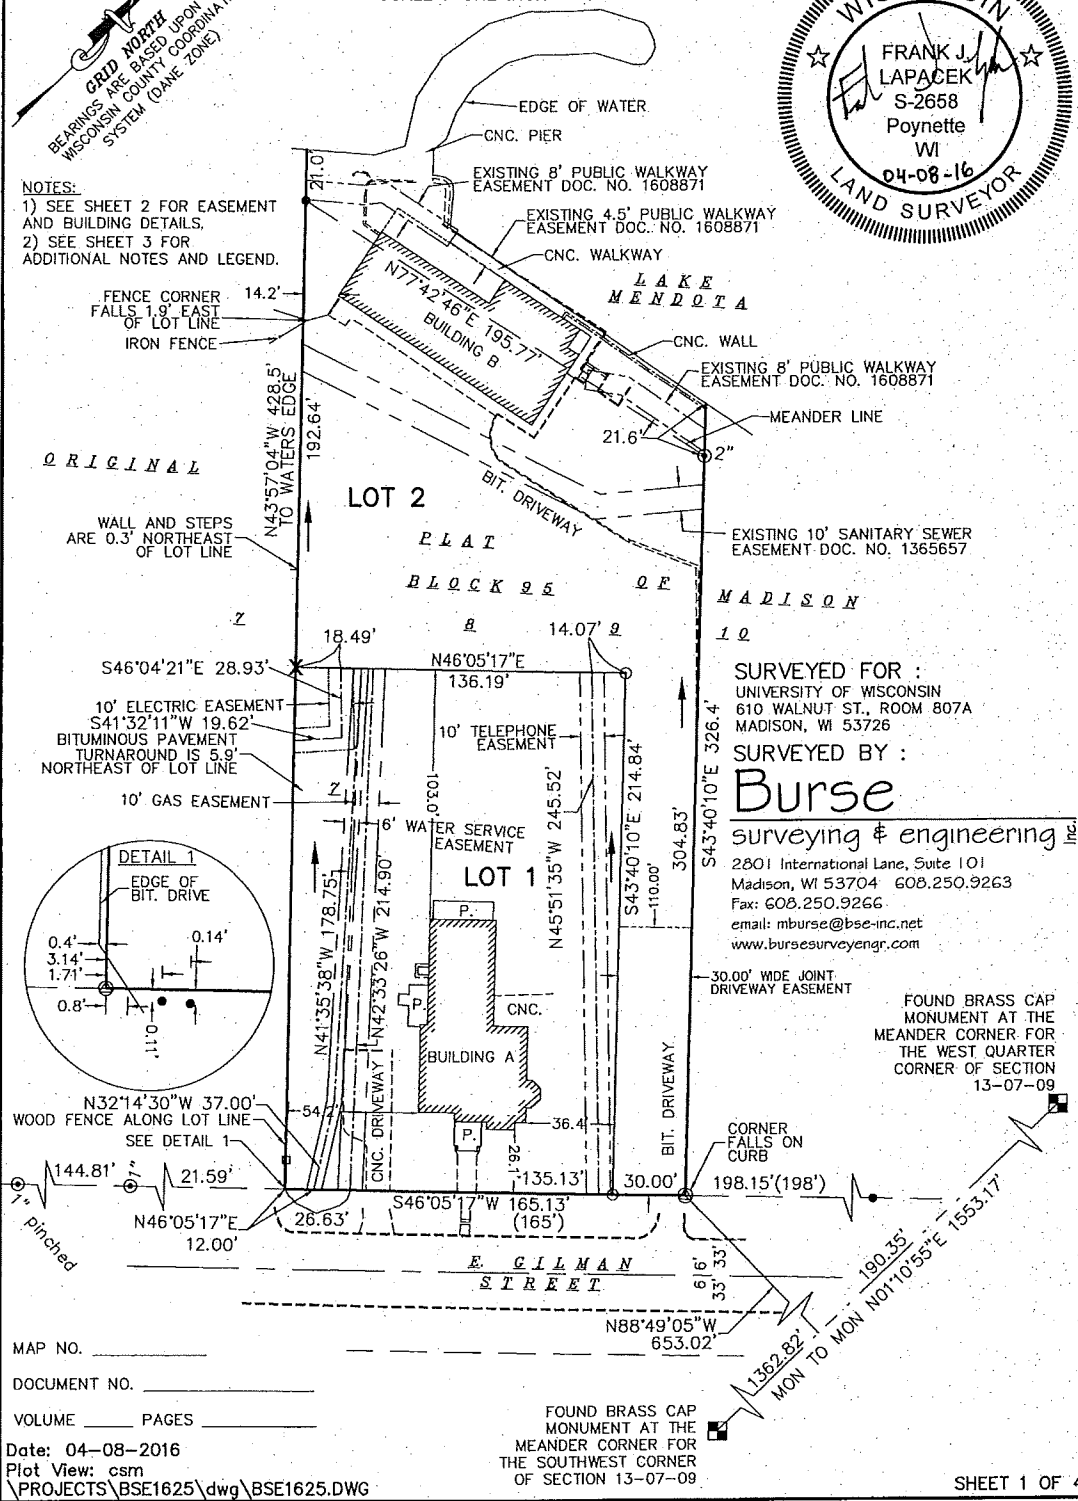 GRID NORTH
BEARINGS ARE BASED UPON
WISCONSIN COUNTY COORDINATE
SYSTEM (DANE ZONE)
WISCONSIN
FRANK J.
LAPACEK
S-2658
Poynette
WI
04-08-16
LAND SURVEYOR
EDGE OF WATER
CNC. PIER
21.0'
NOTES:
1) SEE SHEET 2 FOR EASEMENT
AND BUILDING DETAILS.
2) SEE SHEET 3 FOR
ADDITIONAL NOTES AND LEGEND.
EXISTING 8' PUBLIC WALKWAY
EASEMENT DOC. NO. 1608871
EXISTING 4.5' PUBLIC WALKWAY
EASEMENT DOC. NO. 1608871
CNC. WALKWAY
LAKE
MENDOTA
FENCE CORNER
FALLS 1.9' EAST
OF LOT LINE
14.2'
IRON FENCE
N77°42'46"E 195.77'
BUILDING B
CNC. WALL
EXISTING 8' PUBLIC WALKWAY
EASEMENT DOC. NO. 1608871
MEANDER LINE
21.6'
2"
N43°57'04"W 428.5'
TO WATERS EDGE
192.64'
ORIGINAL
LOT 2
BIT. DRIVEWAY
WALL AND STEPS
ARE 0.3' NORTHEAST
OF LOT LINE
EXISTING 10' SANITARY SEWER
EASEMENT DOC. NO. 1365657
PLAT
BLOCK 95
OF
MADISON
7
8
9
10
18.49'
14.07'
N46°05'17"E
136.19'
S46°04'21"E 28.93'
10' ELECTRIC EASEMENT
S41°32'11"W 19.62'
BITUMINOUS PAVEMENT
TURNAROUND IS 5.9'
NORTHEAST OF LOT LINE
10' GAS EASEMENT
7
10' TELEPHONE
EASEMENT
103.0'
6'
WATER SERVICE
EASEMENT
LOT 1
N45°51'35"W 245.52'
S43°40'10"E 214.84'
110.00'
304.83'
S43°40'10"E 326.4'
SURVEYED FOR :
UNIVERSITY OF WISCONSIN
610 WALNUT ST., ROOM 807A
MADISON, WI 53726
SURVEYED BY :
Burse
surveying & engineering inc.
2801 International Lane, Suite 101
Madison, WI 53704 608.250.9263
Fax: 608.250.9266
email: mburse@bse-inc.net
www.bursesurveyengr.com
DETAIL 1
EDGE OF
BIT. DRIVE
0.4'
3.14'
1.71'
0.14'
0.8'
0.11'
N41°35'38"W 178.75'
N42°33'26"W 214.90'
P.
P.
CNC.
BUILDING A
P.
CNC. DRIVEWAY
54.2'
36.4'
26.1'
30.00' WIDE JOINT
DRIVEWAY EASEMENT
BIT. DRIVEWAY
FOUND BRASS CAP
MONUMENT AT THE
MEANDER CORNER FOR
THE WEST QUARTER
CORNER OF SECTION
13-07-09
N32°14'30"W 37.00'
WOOD FENCE ALONG LOT LINE
SEE DETAIL 1
CORNER
FALLS ON
CURB
144.81'
1"
21.59'
1" pinched
N46°05'17"E
12.00'
26.63'
135.13'
S46°05'17"W 165.13'
(165')
30.00'
198.15'(198')
E. GILMAN
STREET
66'
33' 33'
N88°49'05"W
653.02'
190.35'
1362.82'
MON TO MON N01°10'55"E 1553.17'
MAP NO.
DOCUMENT NO.
VOLUME PAGES
Date: 04-08-2016
Plot View: csm
\PROJECTS\BSE1625\dwg\BSE1625.DWG
FOUND BRASS CAP
MONUMENT AT THE
MEANDER CORNER FOR
THE SOUTHWEST CORNER
OF SECTION 13-07-09
SHEET 1 OF 4